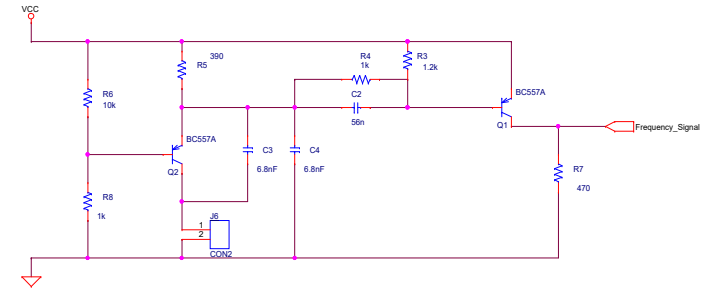 VCC
390
R5
R4
1k
R3
1.2k
R6
10k
C2
56n
BC557A
Q1
Frequency_Signal
BC557A
Q2
C3
6.8nF
C4
6.8nF
R7
470
R8
1k
J6
1
2
CON2